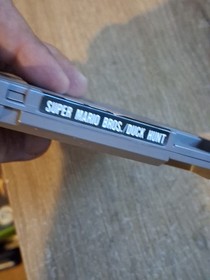 SUPER MARIO BROS./DUCK HUNT